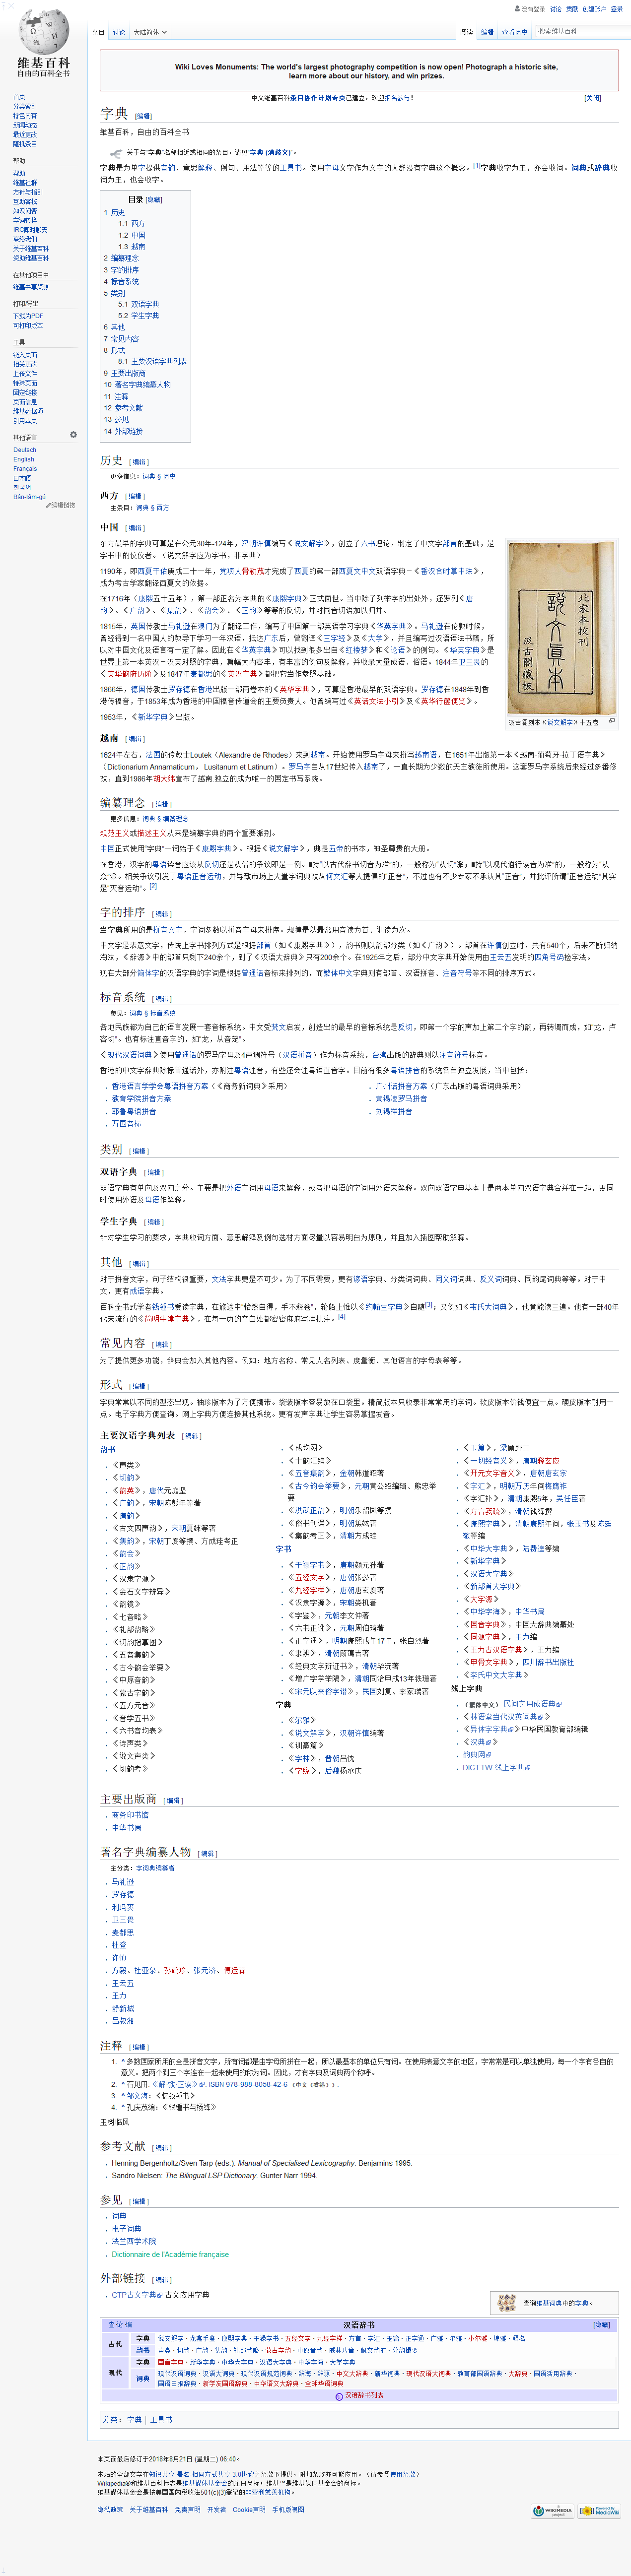 没有登录 讨论 贡献 创建账户 登录
条目 讨论 大陆简体
阅读 编辑 查看历史
搜索维基百科
维基百科
自由的百科全书
首页
分类索引
特色内容
新闻动态
最近更改
随机条目
帮助
帮助
维基社群
方针与指引
互助客栈
知识问答
字词转换
IRC即时聊天
联络我们
关于维基百科
资助维基百科
在其他项目中
维基共享资源
打印/导出
下载为PDF
可打印版本
工具
链入页面
相关更改
上传文件
特殊页面
固定链接
页面信息
维基数据项
引用本页
其他语言
Deutsch
English
Français
日本語
한국어
Bân-lâm-gú
编辑链接
Wiki Loves Monuments: The world's largest photography competition is now open! Photograph a historic site,
learn more about our history, and win prizes.
中文维基百科条目协作计划专页已建立，欢迎报名参与！ [关闭]
字典 [编辑]
维基百科，自由的百科全书
关于与"字典"名称相近或相同的条目，请见"字典 (消歧义)"。
字典是为单字提供音韵、意思解释、例句、用法等等的工具书。使用字母文字作为文字的人群没有字典这个概念。[1]字典收字为主，亦会收词。词典或辞典收
词为主，也会收字。
目录 [隐藏]
1 历史
1.1 西方
1.2 中国
1.3 越南
2 编纂理念
3 字的排序
4 标音系统
5 类别
5.1 双语字典
5.2 学生字典
6 其他
7 常见内容
8 形式
8.1 主要汉语字典列表
9 主要出版商
10 著名字典编纂人物
11 注释
12 参考文献
13 参见
14 外部链接
历史 [编辑]
更多信息：词典 § 历史
西方 [编辑]
主条目：词典 § 西方
中国 [编辑]
东方最早的字典可算是在公元30年-124年，汉朝许慎编写《说文解字》，创立了六书理论，制定了中文字部首的基础，是
字书中的佼佼者。（说文解字应为字书，非字典）
1190年，即西夏干佑庚戌二十一年，党项人骨勒茂才完成了西夏的第一部西夏文中文双语字典－《番汉合时掌中珠》，
成为考古学家翻译西夏文的依据。
在1716年（康熙五十五年），第一部正名为字典的《康熙字典》正式面世。当中除了列举字的出处外，还罗列《唐
韵》、《广韵》、《集韵》、《韵会》、《正韵》等等的反切，并对同音切语加以归并。
1815年，英国传教士马礼逊在澳门为了翻译工作，编写了中国第一部英语学习字典《华英字典》。马礼逊在伦敦时候，
曾经得到一名中国人的教导下学习一年汉语，抵达广东后，曾翻译《三字经》及《大学》，并且编写过汉语语法书籍，所
以对中国文化及语言有一定了解。因此在《华英字典》可以找到很多出自《红楼梦》和《论语》的例句。《华英字典》是
世界上第一本英汉－汉英对照的字典，篇幅大内容丰，有丰富的例句及解释，并收录大量成语、俗语。1844年卫三畏的
《英华韵府历阶》及1847年麦都思的《英汉字典》都把它当作参照基础。
1866年，德国传教士罗存德在香港出版一部两卷本的《英华字典》，可算是香港最早的双语字典。罗存德在1848年到香
港传福音，于1853年成为香港的中国福音传道会的主要负责人。他曾编写过《英话文法小引》及《英华行箧便览》。
1953年，《新华字典》出版。
北宋本校刊
說文真本
汲古閣藏板
汲古阁刻本《说文解字》十五卷
越南 [编辑]
1624年左右，法国的传教士Loutek（Alexandre de Rhodes）来到越南，开始使用罗马字母来拼写越南语，在1651年出版第一本《越南-葡萄牙-拉丁语字典》
（Dictionarium Annamaticum， Lusitanum et Latinum）。罗马字自从17世纪传入越南了，一直长期为少数的天主教徒所使用。这套罗马字系统后来经过多番修
改，直到1986年胡大纬宣布了越南 独立的成为唯一的国定书写系统。
编纂理念 [编辑]
更多信息：词典 § 编纂理念
规范主义或描述主义从来是编纂字典的两个重要派别。
中国正式使用"字典"一词始于《康熙字典》。根据《说文解字》，典是五帝的书本，神圣尊贵的大册。
在香港，汉字的粤语读音应该从反切还是从俗的争议即是一例。∎持"以古代辞书切音为准"的，一般称为"从切"派；∎持"以现代通行读音为准"的，一般称为"从
众"派。相关争议引发了粤语正音运动，并导致市场上大量字词典改从何文汇等人提倡的"正音"，不过也有不少专家不承认其"正音"，并批评所谓"正音运动"其实
是"灭音运动"。[2]
字的排序 [编辑]
当字典所用的是拼音文字，字词多数以拼音字母来排序。规律是以最常用音读为首、训读为次。
中文字是表意文字，传统上字书排列方式是根据部首（如《康熙字典》），韵书则以韵部分类（如《广韵》）。部首在许慎创立时，共有540个，后来不断归纳
淘汰，《辞源》中的部首只剩下240余个，到了《汉语大辞典》只有200余个。在1925年之后，部分中文字典开始使用由王云五发明的四角号码检字法。
现在大部分简体字的汉语字典的字词是根据普通话音标来排列的，而繁体中文字典则有部首、汉语拼音、注音符号等不同的排序方式。
标音系统 [编辑]
参见：词典 § 标音系统
各地民族都为自己的语言发展一套音标系统。中文受梵文启发，创造出的最早的音标系统是反切，即第一个字的声加上第二个字的韵，再转调而成，如"龙，卢
容切"。也有标注直音字的，如"龙，从音笼"。
《现代汉语词典》使用普通话的罗马字母及4声调符号（汉语拼音）作为标音系统，台湾出版的辞典则以注音符号标音。
香港的中文字辞典除标普通话外，亦附注粤语注音，有些还会注粤语直音字。目前有很多粤语拼音的系统各自独立发展，当中包括：
香港语言学学会粤语拼音方案（《商务新词典》采用）
教育学院拼音方案
耶鲁粤语拼音
万国音标
广州话拼音方案（广东出版的粤语词典采用）
黄锡凌罗马拼音
刘锡祥拼音
类别 [编辑]
双语字典 [编辑]
双语字典有单向及双向之分。主要是把外语字词用母语来解释，或者把母语的字词用外语来解释。双向双语字典基本上是两本单向双语字典合并在一起，更同
时使用外语及母语作解释。
学生字典 [编辑]
针对学生学习的要求，字典收词方面、意思解释及例句选材方面尽量以容易明白为原则，并且加入插图帮助解释。
其他 [编辑]
对于拼音文字，句子结构很重要，文法字典更是不可少。为了不同需要，更有谚语字典、分类词词典、同义词词典、反义词词典、同韵尾词典等等。对于中
文，更有成语字典。
百科全书式学者钱锺书爱读字典，在旅途中"怡然自得，手不释卷"，轮船上惟以《约翰生字典》自随[3]；又例如《韦氏大词典》，他竟能读三遍。他有一部40年
代末流行的《简明牛津字典》，在每一页的空白处都密密麻麻写满批注。[4]
常见内容 [编辑]
为了提供更多功能，辞典会加入其他内容。例如：地方名称、常见人名列表、度量衡、其他语言的字母表等等。
形式 [编辑]
字典常常以不同的型态出现。袖珍版本为了方便携带。袋装版本容易放在口袋里。精简版本只收录非常常用的字词。软皮版本价钱便宜一点。硬皮版本耐用一
点。电子字典方便查询。网上字典方便连接其他系统。更有发声字典让学生容易掌握发音。
主要汉语字典列表 [编辑]
韵书
《声类》
《切韵》
《韵英》，唐代元庭坚
《广韵》，宋朝陈彭年等著
《唐韵》
《古文四声韵》，宋朝夏竦等著
《集韵》，宋朝丁度等撰、方成珪考正
《韵会》
《正韵》
《汉隶字源》
《金石文字辨异》
《韵镜》
《七音略》
《礼部韵略》
《切韵指掌图》
《五音集韵》
《古今韵会举要》
《中原音韵》
《蒙古字韵》
《五方元音》
《音学五书》
《六书音均表》
《诗声类》
《说文声类》
《切韵考》
《成均图》
《十韵汇编》
《五音集韵》，金朝韩道昭著
《古今韵会举要》，元朝黄公绍编辑、熊忠举
要
《洪武正韵》，明朝乐韶凤等撰
《俗书刊误》，明朝焦竑著
《集韵考正》，清朝方成珪
字书
《干禄字书》，唐朝颜元孙著
《五经文字》，唐朝张参著
《九经字样》，唐朝唐玄度著
《汉隶字源》，宋朝娄机著
《字鉴》，元朝李文仲著
《六书正讹》，元朝周伯琦著
《正字通》，明朝康熙戊午17年，张自烈著
《隶辨》，清朝顾蔼吉著
《经典文字辨证书》，清朝毕沅著
《增广字学举隅》，清朝同治甲戌13年铁珊著
《宋元以来俗字谱》，民国刘复、李家瑞著
字典
《尔雅》
《说文解字》，汉朝许慎编著
《训纂篇》
《字林》，晋朝吕忱
《字统》，后魏杨承庆
《玉篇》，梁顾野王
《一切经音义》，唐朝释玄应
《开元文字音义》，唐朝唐玄宗
《字汇》，明朝万历年间梅膺祚
《字汇补》，清朝康熙5年，吴任臣著
《方言藻疏》，清朝钱绎撰
《康熙字典》，清朝康熙年间，张玉书及陈廷
敬等编
《中华大字典》，陆费逵等编
《新华字典》
《汉语大字典》
《新部首大字典》
《大字源》
《中华字海》，中华书局
《国音字典》，中国大辞典编纂处
《同源字典》，王力编
《王力古汉语字典》，王力编
《甲骨文字典》，四川辞书出版社
《李氏中文大字典》
线上字典
（繁体中文） 民间实用成语典
《林语堂当代汉英词典》
《异体字字典》中华民国教育部编辑
《汉典》
韵典网
DICT.TW 线上字典
主要出版商 [编辑]
商务印书馆
中华书局
著名字典编纂人物 [编辑]
主分类：字词典编纂者
马礼逊
罗存德
利玛窦
卫三畏
麦都思
杜萱
许慎
方毅、杜亚泉、孙毓珍、张元济、傅运森
王云五
王力
舒新城
吕叔湘
注释 [编辑]
1. ^ 多数国家所用的全是拼音文字，所有词都是由字母所拼在一起，所以最基本的单位只有词。在使用表意文字的地区，字常常是可以单独使用，每一个字有各自的
意义，把两个到三个字连在一起来使用的称为词，因此，才有字典及词典两个称呼。
2. ^ 石见田. 《解·救·正读》. ISBN 978-988-8058-42-6 （中文（香港））.
3. ^ 邹文海：《忆钱锺书》
4. ^ 孔庆茂编：《钱锺书与杨绛》
玉树临风
参考文献 [编辑]
Henning Bergenholtz/Sven Tarp (eds.): Manual of Specialised Lexicography. Benjamins 1995.
Sandro Nielsen: The Bilingual LSP Dictionary. Gunter Narr 1994.
参见 [编辑]
词典
电子词典
法兰西学术院
Dictionnaire de l'Académie française
外部链接 [编辑]
CTP古文字典 古文应用字典
查询维基词典中的字典。
查 论 编 汉语辞书 [隐藏]
古代
字典 说文解字·龙龛手鉴·康熙字典·干禄字书·五经文字·九经字样·方言·字汇·玉篇·正字通·广雅·尔雅·小尔雅·埤雅·释名
韵书 声类·切韵·广韵·集韵·礼部韵略·蒙古字韵·中原音韵·戚林八音·佩文韵府·分韵撮要
现代
字典 国音字典·新华字典·中华大字典·汉语大字典·中华字海·大学字典
词典 现代汉语词典·汉语大词典·现代汉语规范词典·辞海·辞源·中文大辞典·新华词典·现代汉语大词典·教育部国语辞典·大辞典·国语活用辞典·
国语日报辞典·新学友国语辞典·中华语文大辞典·全球华语词典
汉语辞书列表
分类：字典 工具书
本页面最后修订于2018年8月21日 (星期二) 06:40。
本站的全部文字在知识共享 署名-相同方式共享 3.0协议之条款下提供，附加条款亦可能应用。（请参阅使用条款）
Wikipedia®和维基百科标志是维基媒体基金会的注册商标；维基™是维基媒体基金会的商标。
维基媒体基金会是按美国国内税收法501(c)(3)登记的非营利慈善机构。
隐私政策 关于维基百科 免责声明 开发者 Cookie声明 手机版视图
WIKIMEDIA project
Powered by MediaWiki